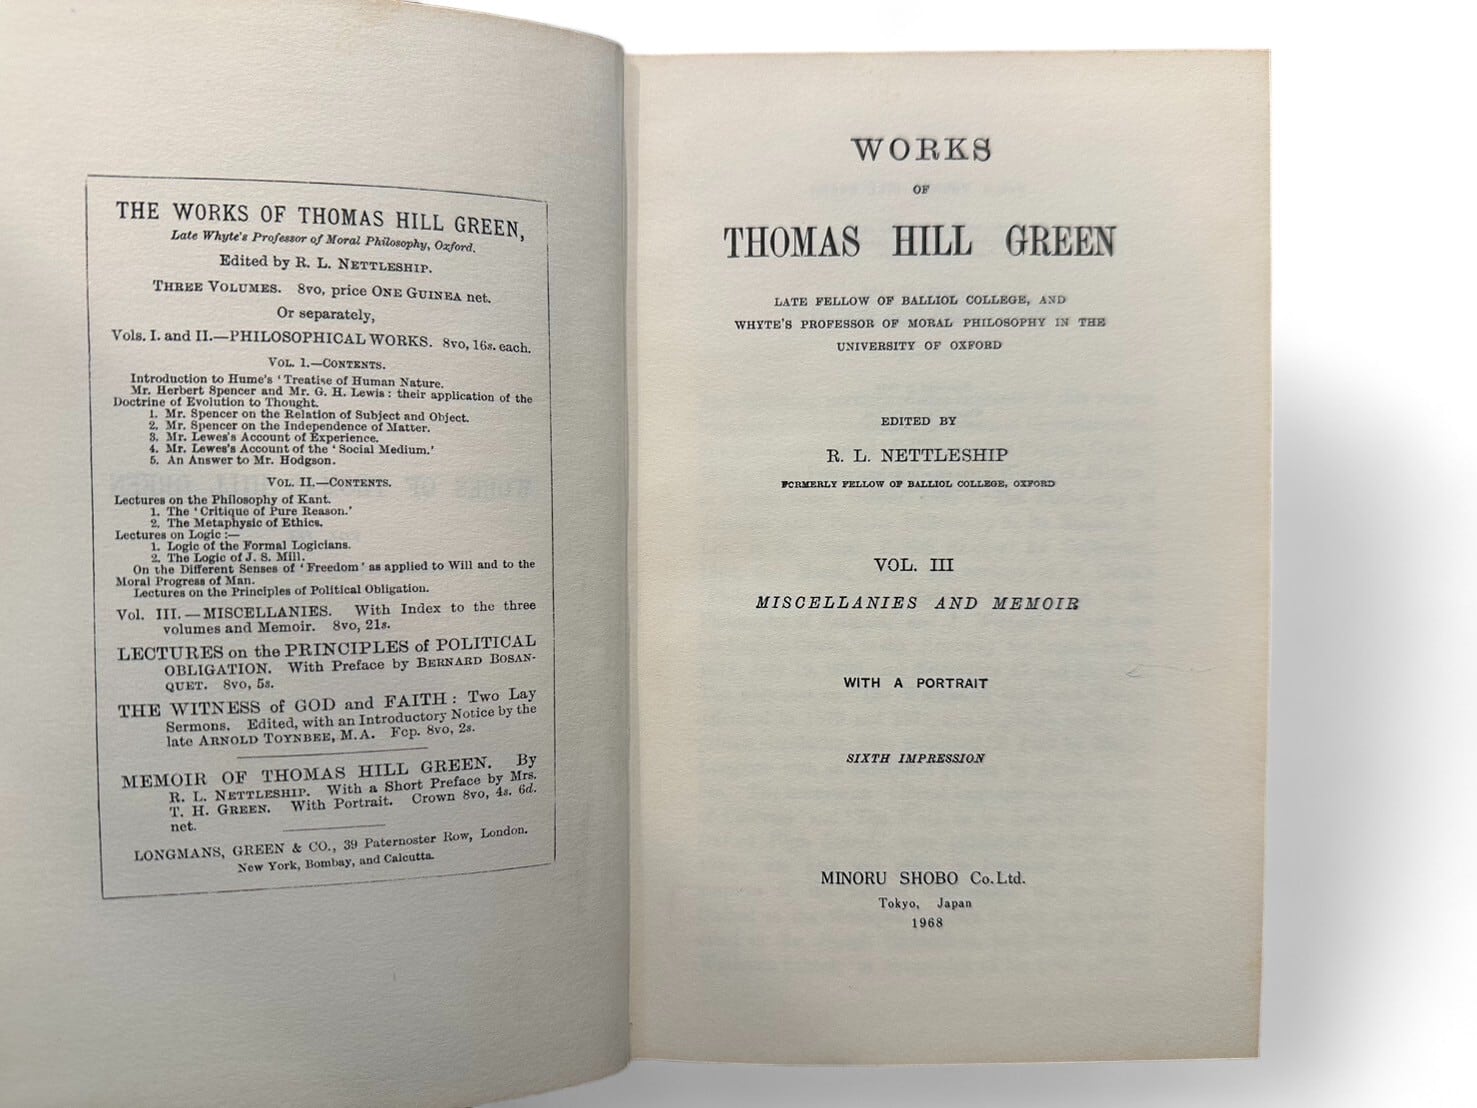 THE WORKS OF THOMAS HILL GREEN,
Late Whyte's Professor of Moral Philosophy, Oxford.
Edited by R. L. NETTLESHIP.
THREE VOLUMES. 8vo, price ONE GUINEA net.
Or separately,
Vols. I. and II.—PHILOSOPHICAL WORKS. 8vo, 16s. each.
VOL. I.—CONTENTS.
Introduction to Hume's 'Treatise of Human Nature.
Mr. Herbert Spencer and Mr. G. H. Lewis: their application of the
Doctrine of Evolution to Thought.
1. Mr. Spencer on the Relation of Subject and Object.
2. Mr. Spencer on the Independence of Matter.
3. Mr. Lewes's Account of Experience.
4. Mr. Lewes's Account of the 'Social Medium.'
5. An Answer to Mr. Hodgson.
VOL. II.—CONTENTS.
Lectures on the Philosophy of Kant.
1. The 'Critique of Pure Reason.'
2. The Metaphysic of Ethics.
Lectures on Logic :—
1. Logic of the Formal Logicians.
2. The Logic of J. S. Mill.
On the Different Senses of 'Freedom' as applied to Will and to the
Moral Progress of Man.
Lectures on the Principles of Political Obligation.
Vol. III.—MISCELLANIES. With Index to the three
volumes and Memoir. 8vo, 21s.
LECTURES on the PRINCIPLES of POLITICAL
OBLIGATION. With Preface by BERNARD BOSAN-
QUET. 8vo, 5s.
THE WITNESS of GOD and FAITH: Two Lay
Sermons. Edited, with an Introductory Notice by the
late ARNOLD TOYNBEE, M.A. Fcp. 8vo, 2s.
MEMOIR OF THOMAS HILL GREEN. By
R. L. NETTLESHIP. With a Short Preface by Mrs.
T. H. GREEN. With Portrait. Crown 8vo, 4s. 6d.
net.
LONGMANS, GREEN & CO., 39 Paternoster Row, London.
New York, Bombay, and Calcutta.
WORKS
OF
THOMAS HILL GREEN
LATE FELLOW OF BALLIOL COLLEGE, AND
WHYTE'S PROFESSOR OF MORAL PHILOSOPHY IN THE
UNIVERSITY OF OXFORD
EDITED BY
R. L. NETTLESHIP
FORMERLY FELLOW OF BALLIOL COLLEGE, OXFORD
VOL. III
MISCELLANIES AND MEMOIR
WITH A PORTRAIT
SIXTH IMPRESSION
MINORU SHOBO Co.Ltd.
Tokyo, Japan
1968